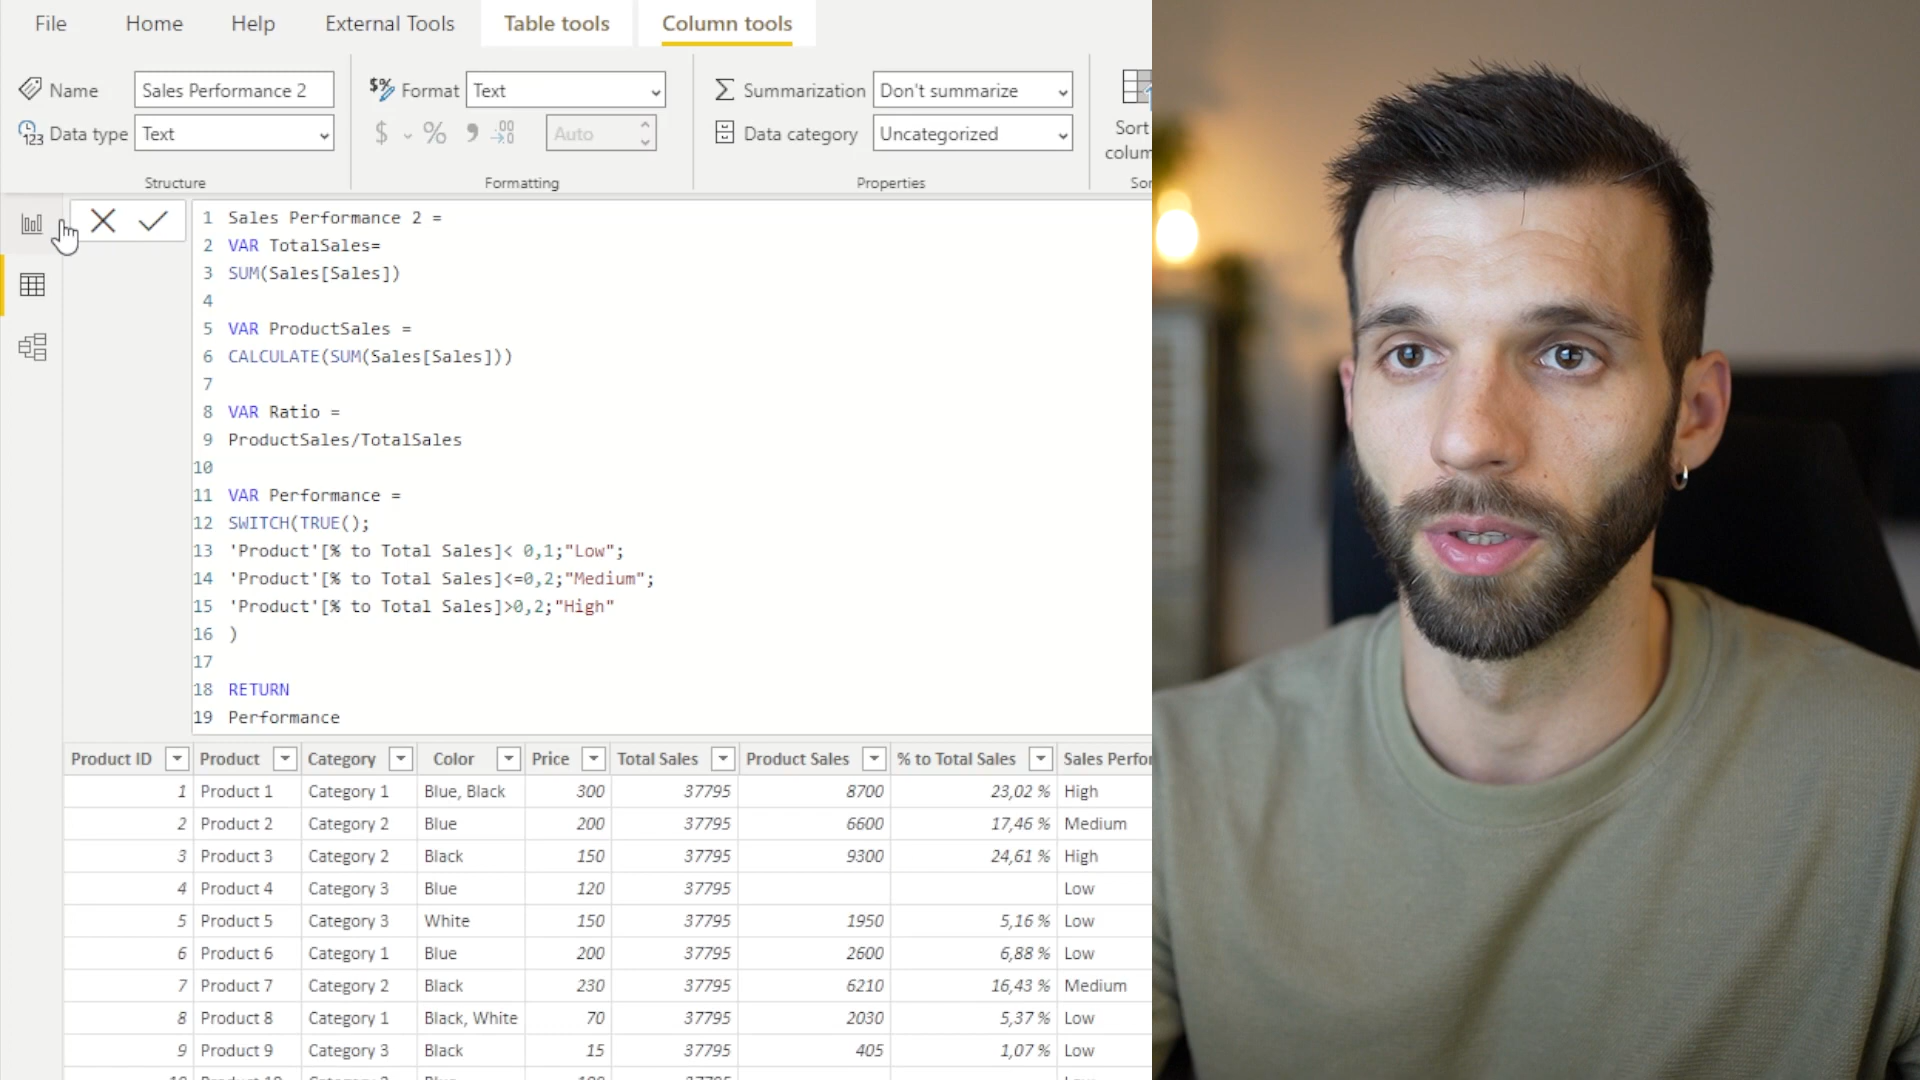 File Home Help External Tools Table tools Column tools
Name Sales Performance 2
Data type Text
Structure
Format Text
$ % Auto
Formatting
Summarization Don't summarize
Data category Uncategorized
Properties
Sort
1 Sales Performance 2 =
2 VAR TotalSales=
3 SUM(Sales[Sales])
4
5 VAR ProductSales =
6 CALCULATE(SUM(Sales[Sales]))
7
8 VAR Ratio =
9 ProductSales/TotalSales
10
11 VAR Performance =
12 SWITCH(TRUE();
13 'Product'[% to Total Sales]< 0,1;"Low";
14 'Product'[% to Total Sales]<=0,2;"Medium";
15 'Product'[% to Total Sales]>0,2;"High"
16 )
17
18 RETURN
19 Performance
Product ID Product Category Color Price Total Sales Product Sales % to Total Sales Sales
1 Product 1 Category 1 Blue, Black 300 37795 8700 23,02 % High
2 Product 2 Category 2 Blue 200 37795 6600 17,46 % Medium
3 Product 3 Category 2 Black 150 37795 9300 24,61 % High
4 Product 4 Category 3 Blue 120 37795 Low
5 Product 5 Category 3 White 150 37795 1950 5,16 % Low
6 Product 6 Category 1 Blue 200 37795 2600 6,88 % Low
7 Product 7 Category 2 Black 230 37795 6210 16,43 % Medium
8 Product 8 Category 1 Black, White 70 37795 2030 5,37 % Low
9 Product 9 Category 3 Black 15 37795 405 1,07 % Low